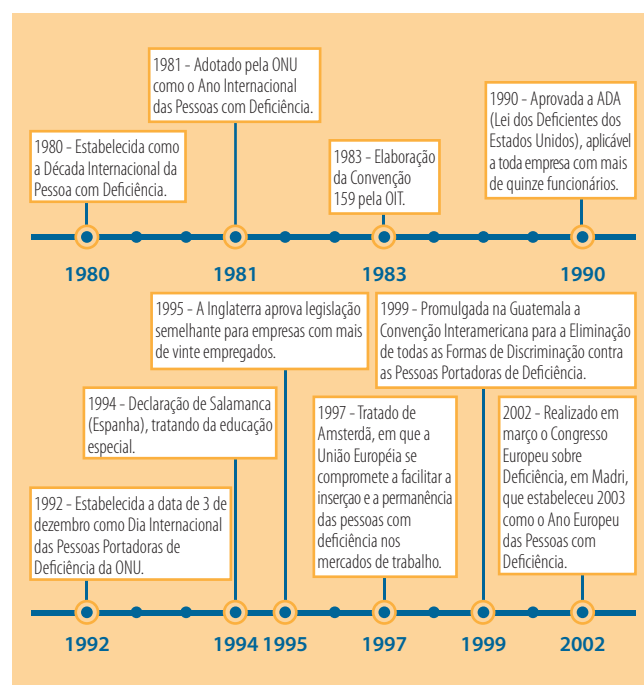 1980 - Estabelecida como
a Década Internacional da
Pessoa com Deficiência.
1981 - Adotado pela ONU
como o Ano Internacional
das Pessoas com Deficiência.
1983 - Elaboração
da Convenção
159 pela OIT.
1990 - Aprovada a ADA
(Lei dos Deficientes dos
Estados Unidos), aplicável
a toda empresa com mais
de quinze funcionários.
1980
1981
1983
1990
1992 - Estabelecida a data de 3 de
dezembro como Dia Internacional
das Pessoas Portadoras de
Deficiência da ONU.
1994 - Declaração de Salamanca
(Espanha), tratando da educação
especial.
1995 - A Inglaterra aprova legislação
semelhante para empresas com mais
de vinte empregados.
1997 - Tratado de
Amsterdã, em que a
União Européia se
compromete a facilitar a
inserçao e a permanência
das pessoas com
deficiência nos
mercados de trabalho.
1999 - Promulgada na Guatemala a
Convenção Interamericana para a Eliminação
de todas as Formas de Discriminação contra
as Pessoas Portadoras de Deficiência.
2002 - Realizado em
março o Congresso
Europeu sobre
Deficiência, em Madri,
que estabeleceu 2003
como o Ano Europeu
das Pessoas com
Deficiência.
1992
1994
1995
1997
1999
2002